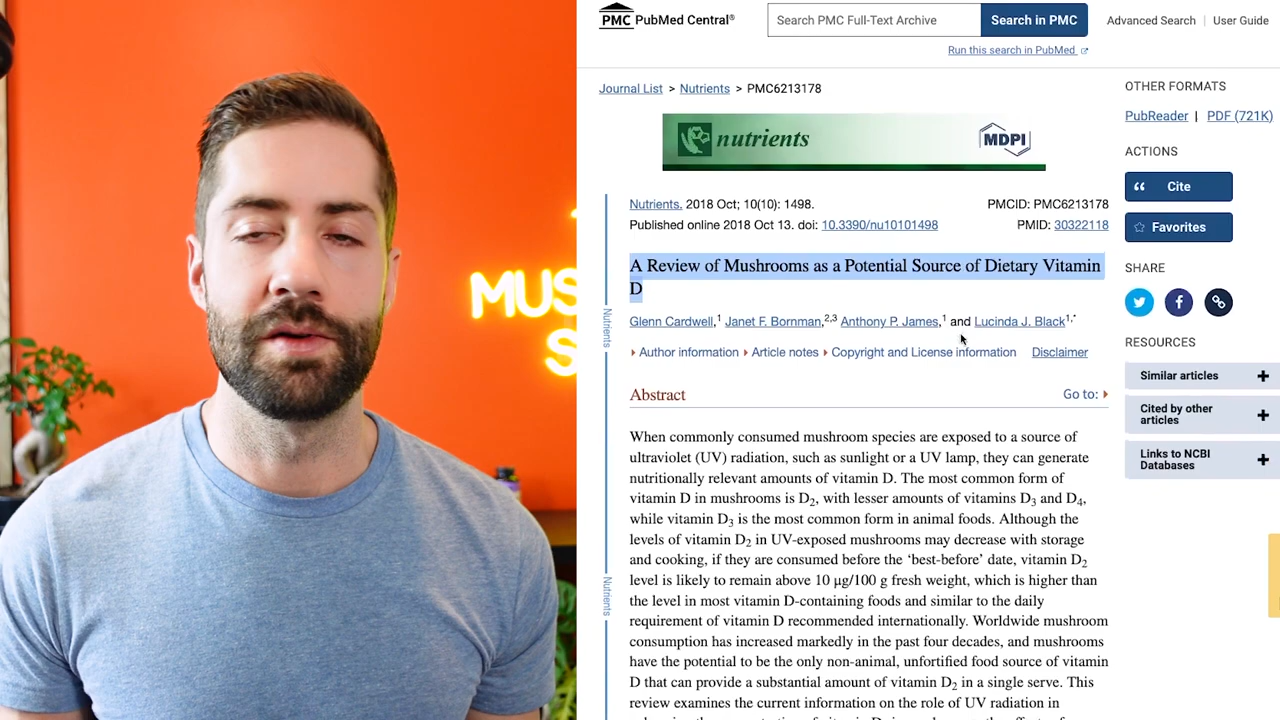 MUS
S
PMC PubMed Central®
Search PMC Full-Text Archive
Search in PMC
Advanced Search | User Guide
Run this search in PubMed
Journal List > Nutrients > PMC6213178
nutrients
MDPI
Nutrients
Nutrients
Nutrients. 2018 Oct; 10(10): 1498.
PMCID: PMC6213178
Published online 2018 Oct 13. doi: 10.3390/nu10101498
PMID: 30322118
A Review of Mushrooms as a Potential Source of Dietary Vitamin
D
Glenn Cardwell,1 Janet F. Bornman,2,3 Anthony P. James,1 and Lucinda J. Black1,*
Author information Article notes Copyright and License information Disclaimer
Abstract
Go to:
When commonly consumed mushroom species are exposed to a source of
ultraviolet (UV) radiation, such as sunlight or a UV lamp, they can generate
nutritionally relevant amounts of vitamin D. The most common form of
vitamin D in mushrooms is D2, with lesser amounts of vitamins D3 and D4,
while vitamin D3 is the most common form in animal foods. Although the
levels of vitamin D2 in UV-exposed mushrooms may decrease with storage
and cooking, if they are consumed before the ‘best-before’ date, vitamin D2
level is likely to remain above 10 μg/100 g fresh weight, which is higher than
the level in most vitamin D-containing foods and similar to the daily
requirement of vitamin D recommended internationally. Worldwide mushroom
consumption has increased markedly in the past four decades, and mushrooms
have the potential to be the only non-animal, unfortified food source of vitamin
D that can provide a substantial amount of vitamin D2 in a single serve. This
review examines the current information on the role of UV radiation in
OTHER FORMATS
PubReader | PDF (721K)
ACTIONS
Cite
Favorites
SHARE
RESOURCES
Similar articles
Cited by other
articles
Links to NCBI
Databases